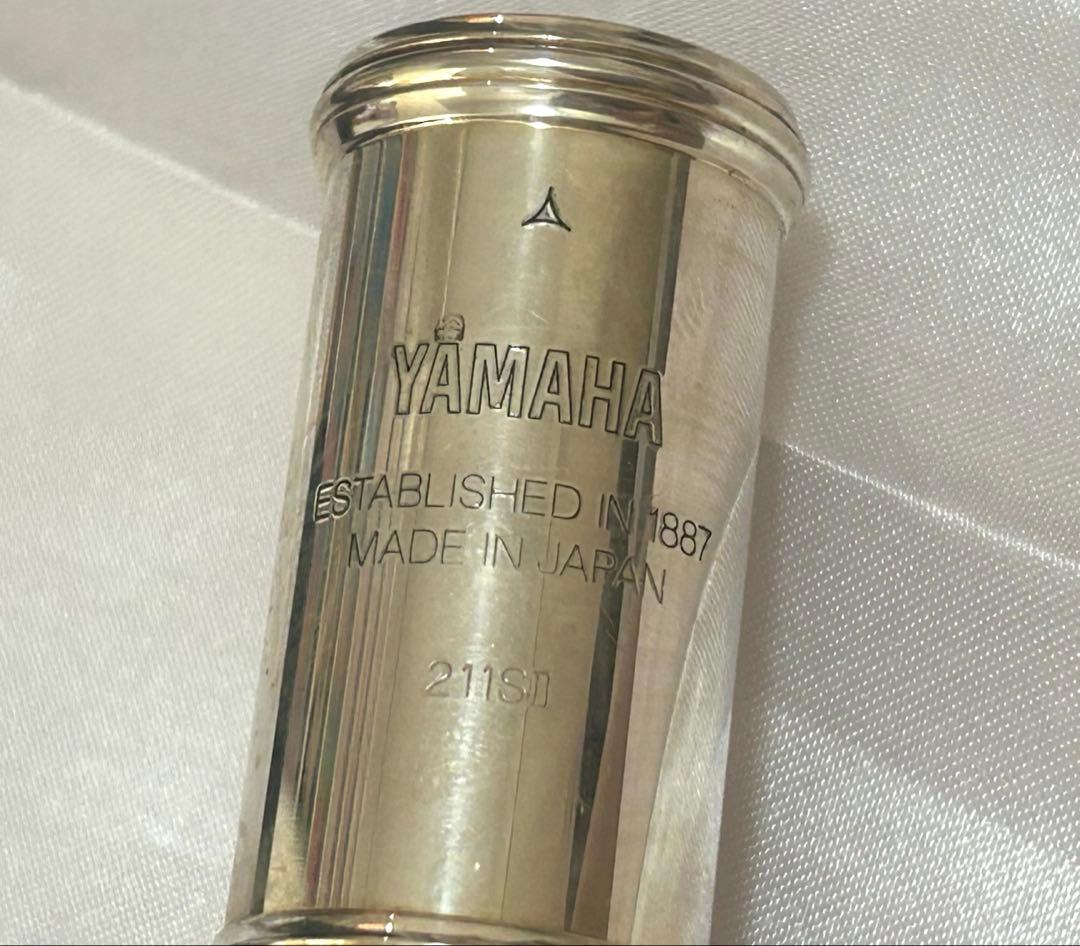 YAMAHA
ESTABLISHED IN 1887
MADE IN JAPAN
211SII